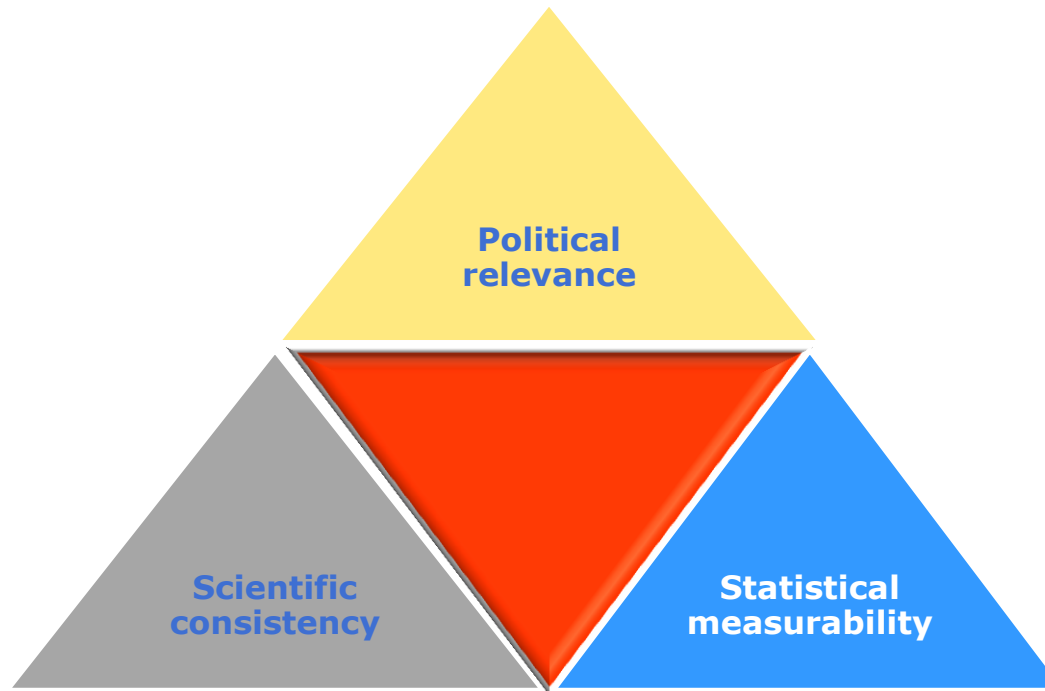 Political
relevance
Scientific
consistency
Statistical
measurability